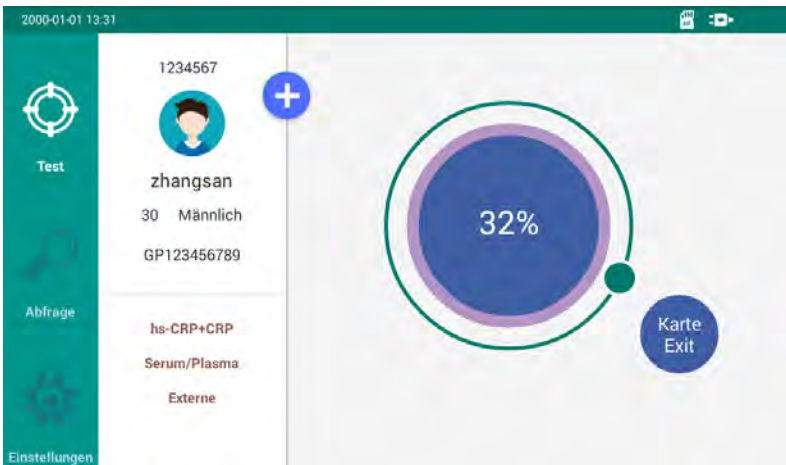 2000-01-01 13:31
Test
Abfrage
Einstellungen
1234567
zhangsan
30 Männlich
GP123456789
hs-CRP+CRP
Serum/Plasma
Externe
32%
Karte
Exit